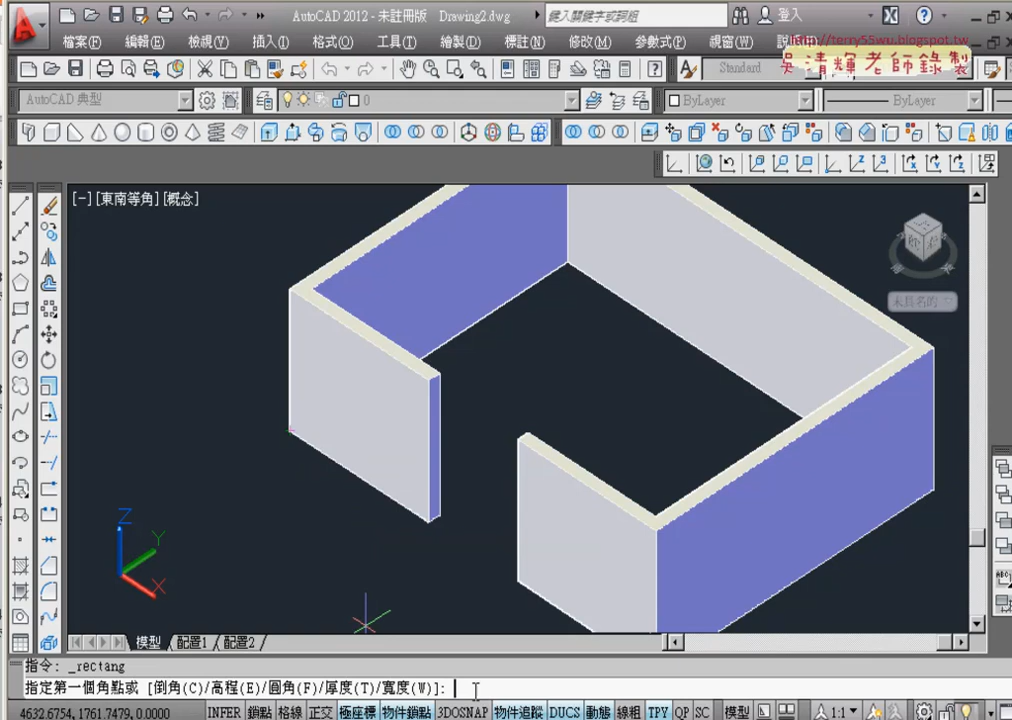 AutoCAD 2012 - 未註冊版 Drawing2.dwg
鍵入關鍵字或詞組
登入
檔案(F) 編輯(E) 檢視(V) 插入(I) 格式(O) 工具(T) 繪製(D) 標註(N) 修改(M) 參數式(P) 視窗(W)
http://terry55wu.blogspot.tw
吳清輝老師錄製
Standard
AutoCAD 典型
0
ByLayer
ByLayer
[-][東南等角][概念]
未具名的
Z
Y
X
模型 配置1 配置2
指令: _rectang
指定第一個角點或 [倒角(C)/高程(E)/圓角(F)/厚度(T)/寬度(W)]:
4632.6754, 1761.7479, 0.0000 INFER 鎖點 格線 正交 極座標 物件鎖點 3DOSNAP 物件追蹤 DUCS 動態 線粗 TPY QP SC 模型 1:1